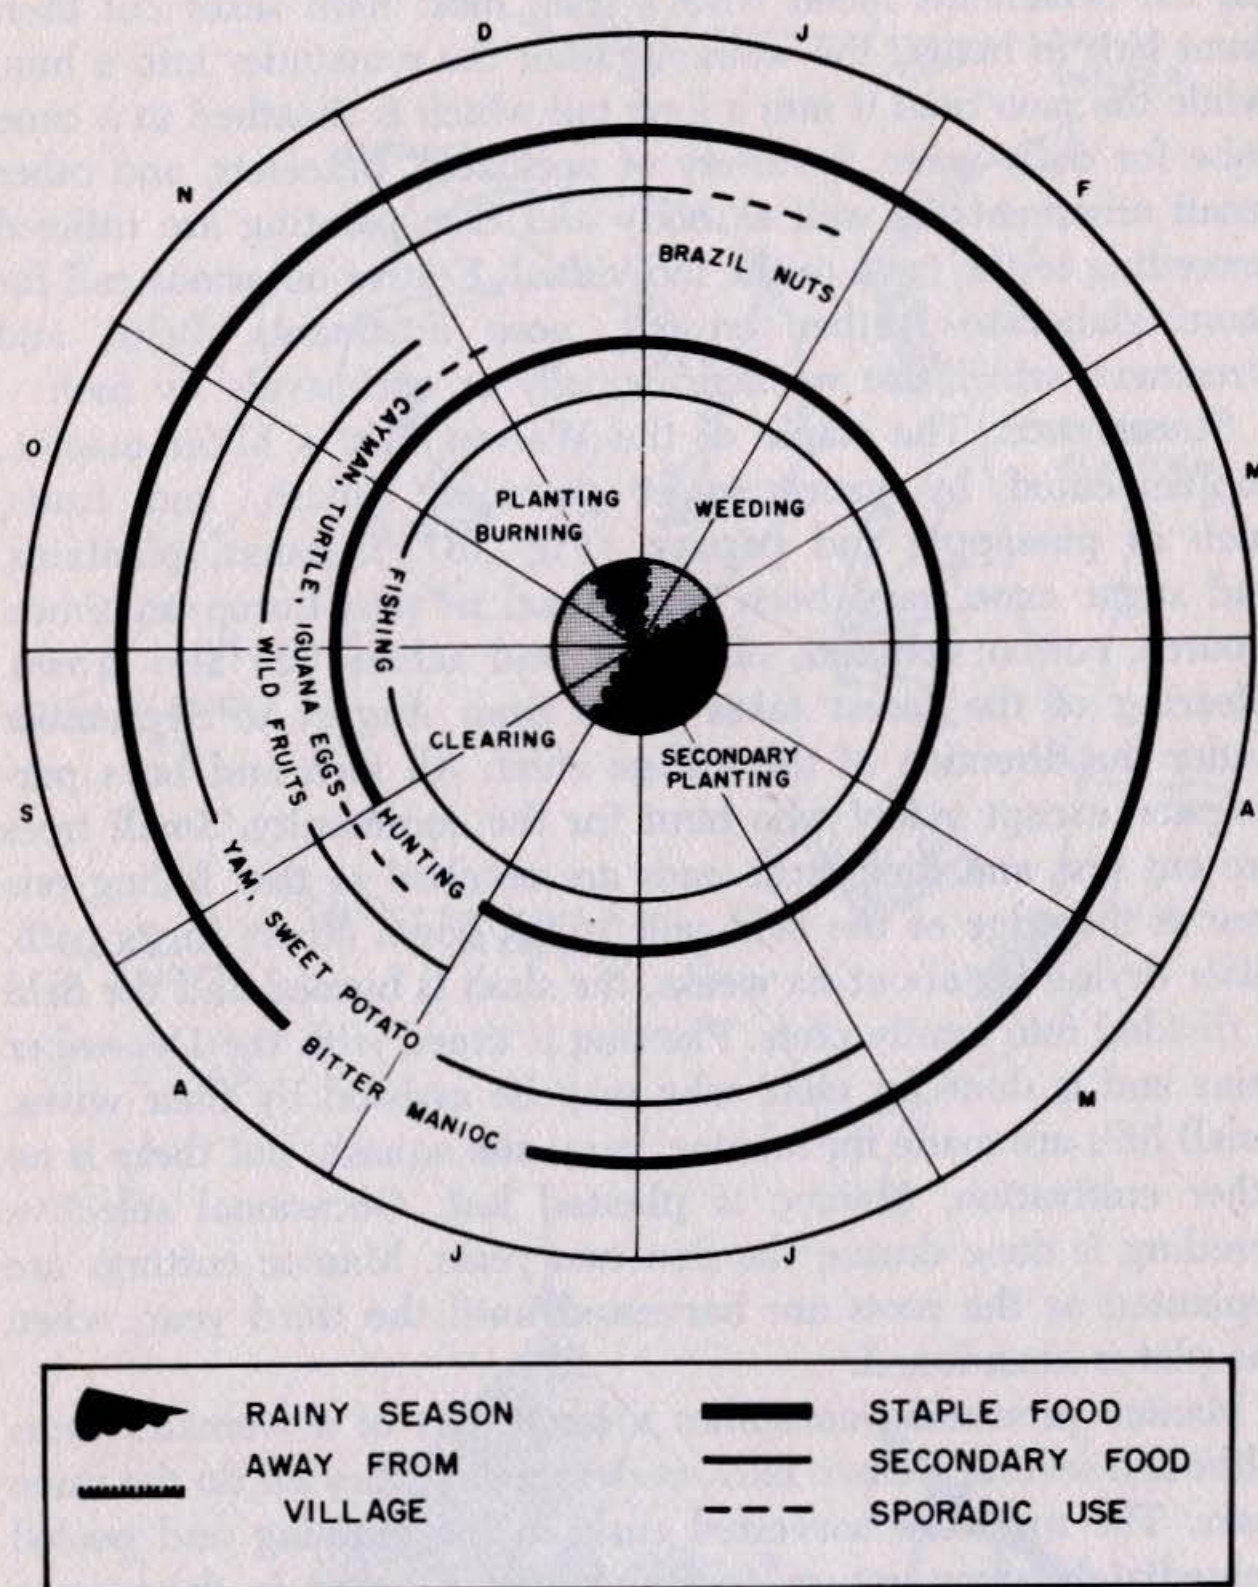 D
J
N
F
O
M
S
A
A
M
J
J
BRAZIL NUTS
CAYMAN, TURTLE, IGUANA EGGS
WILD FRUITS
FISHING
PLANTING
BURNING
WEEDING
CLEARING
SECONDARY
PLANTING
HUNTING
YAM, SWEET POTATO
BITTER MANIOC
RAINY SEASON
AWAY FROM
VILLAGE
STAPLE FOOD
SECONDARY FOOD
SPORADIC USE